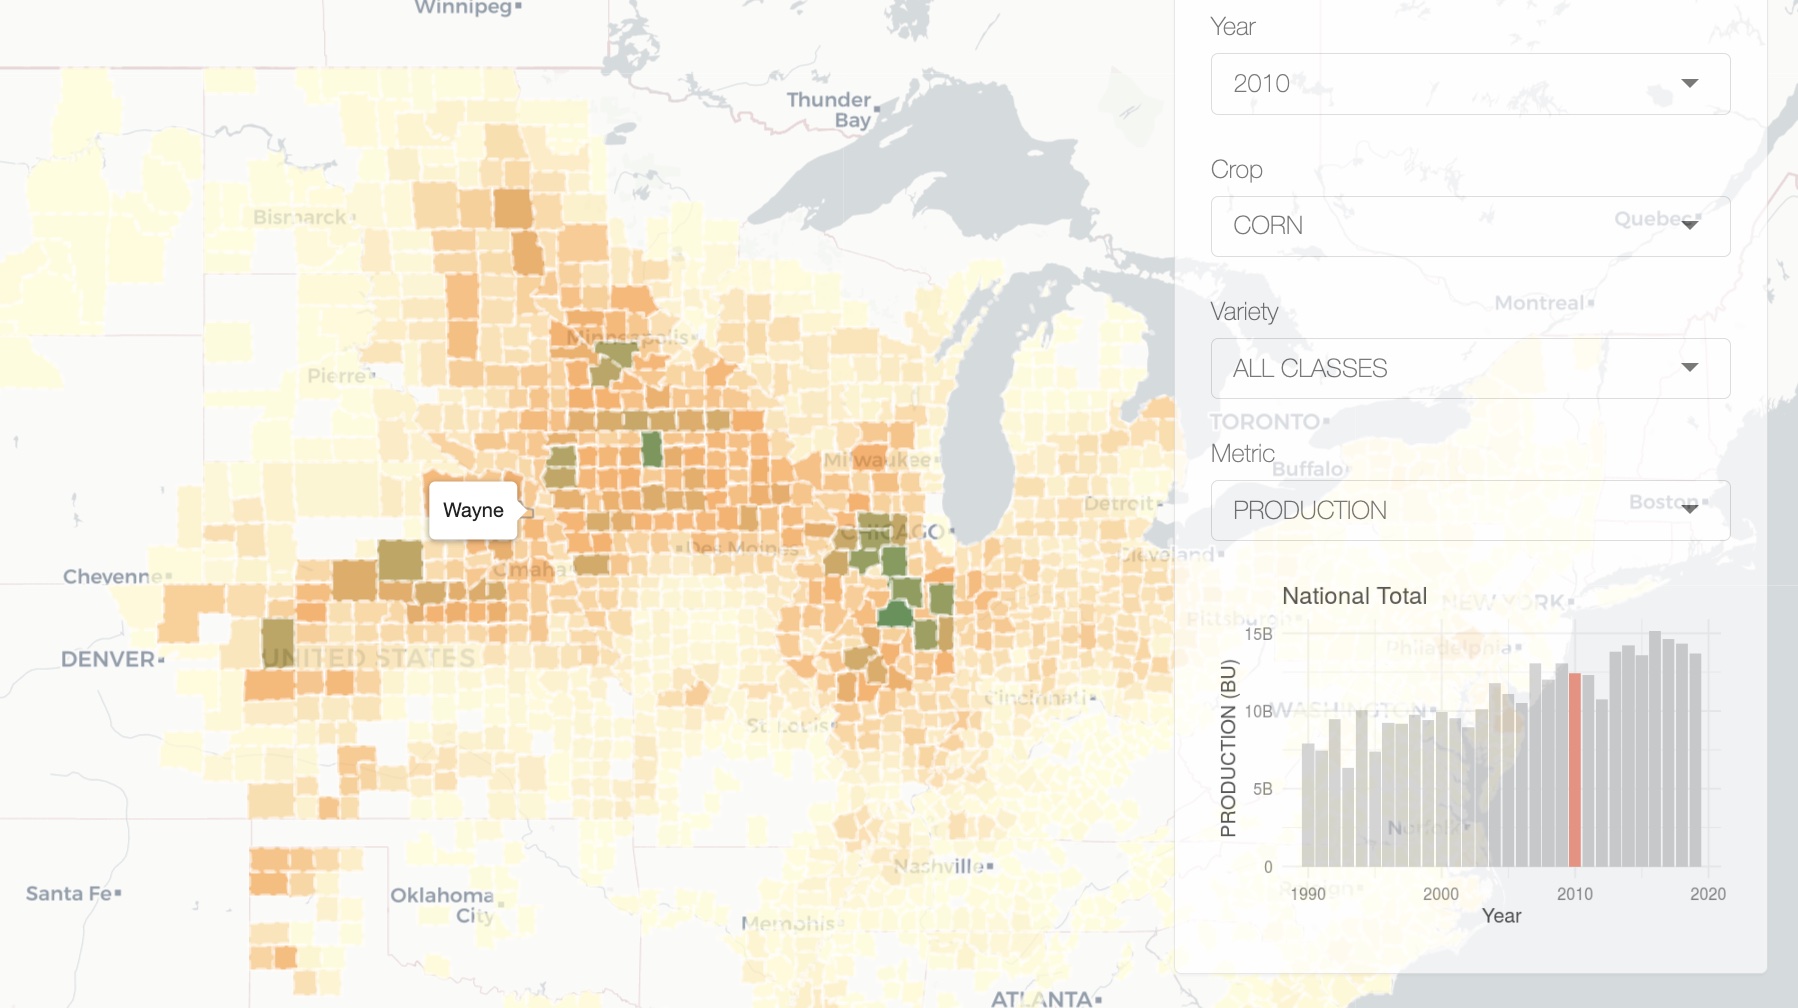 Winnipeg
Thunder
Bay
Bismarck
Minneapolis
Pierre
Milwaukee
Wayne
CHICAGO
Detroit
Des Moines
Omaha
Cleveland
Cheyenne
DENVER
UNITED STATES
Cincinnati
St. Louis
Nashville
Santa Fe
Oklahoma
City
Memphis
ATLANTA
Year
2010
Crop
CORN
Quebec
Montreal
Variety
ALL CLASSES
TORONTO
Metric
Buffalo
PRODUCTION
Boston
National Total
NEW YORK
Pittsburgh
Philadelphia
WASHINGTON
Norfolk
Raleigh
PRODUCTION (BU)
15B
10B
5B
0
1990
2000
2010
2020
Year